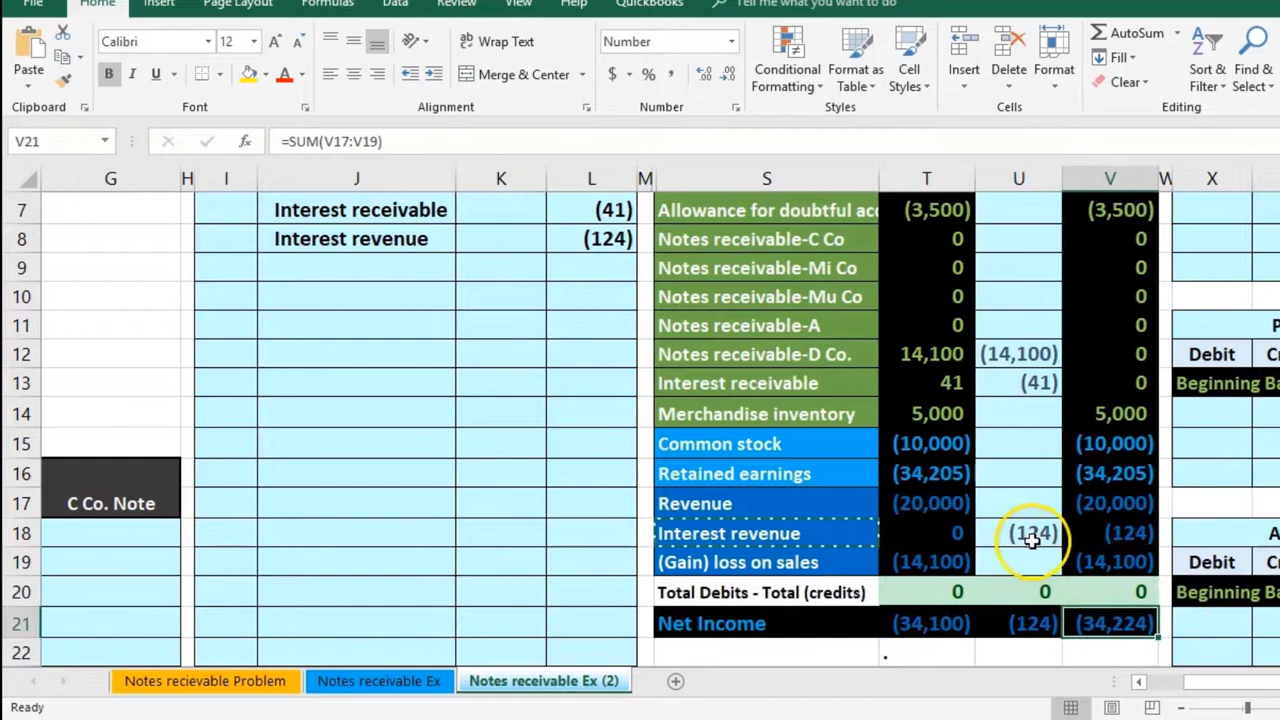 File Home Insert Page Layout Formulas Data Review View Help QuickBooks Tell me what you want to do
Paste
Calibri 12
B I U
Wrap Text
Merge & Center
Number
$ %
Conditional Formatting
Format as Table
Cell Styles
Insert
Delete
Format
AutoSum
Fill
Clear
Sort & Filter
Find & Select
Clipboard Font Alignment Number Styles Cells Editing
V21 fx =SUM(V17:V19)
G H I J K L M S T U V W X
7 Interest receivable (41) Allowance for doubtful acc (3,500) (3,500)
8 Interest revenue (124) Notes receivable-C Co 0 0
9 Notes receivable-Mi Co 0 0
10 Notes receivable-Mu Co 0 0
11 Notes receivable-A 0 0 P
12 Notes receivable-D Co. 14,100 (14,100) 0 Debit
13 Interest receivable 41 (41) 0 Beginning Ba
14 Merchandise inventory 5,000 5,000
15 Common stock (10,000) (10,000)
16 Retained earnings (34,205) (34,205)
17 C Co. Note Revenue (20,000) (20,000)
18 Interest revenue 0 (124) (124) A
19 (Gain) loss on sales (14,100) (14,100) Debit
20 Total Debits - Total (credits) 0 0 0 Beginning Ba
21 Net Income (34,100) (124) (34,224)
22 .
Notes recievable Problem Notes receivable Ex Notes receivable Ex (2)
Ready